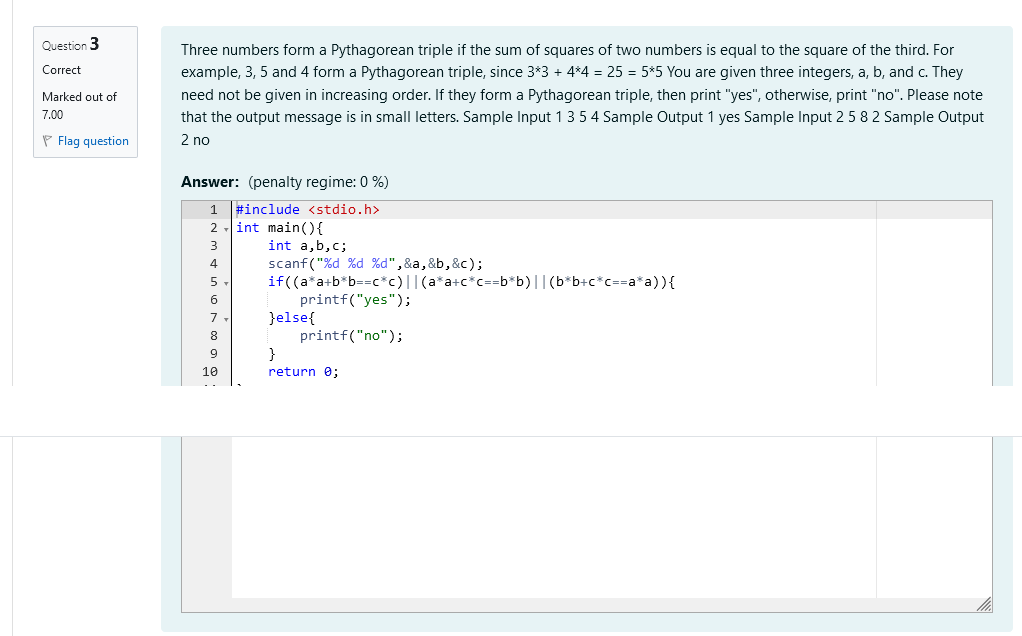 Question 3
Correct
Marked out of
7.00
Flag question
Three numbers form a Pythagorean triple if the sum of squares of two numbers is equal to the square of the third. For
example, 3, 5 and 4 form a Pythagorean triple, since 3*3 + 4*4 = 25 = 5*5 You are given three integers, a, b, and c. They
need not be given in increasing order. If they form a Pythagorean triple, then print "yes", otherwise, print "no". Please note
that the output message is in small letters. Sample Input 1 3 5 4 Sample Output 1 yes Sample Input 2 5 8 2 Sample Output
2 no
Answer: (penalty regime: 0 %)
1 #include <stdio.h>
2 int main(){
3     int a,b,c;
4     scanf("%d %d %d",&a,&b,&c);
5     if((a*a+b*b==c*c)||(a*a+c*c==b*b)||(b*b+c*c==a*a)){
6         printf("yes");
7     }else{
8         printf("no");
9     }
10     return 0;